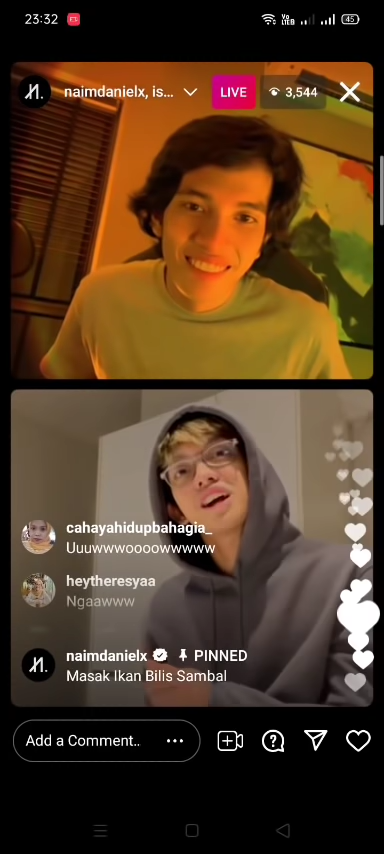 23:32
45
naimdanielx, is...
LIVE
3,544
cahayahidupbahagia_
Uuuwwwoooowwwww
heytheresyaa
Ngaawww
naimdanielx PINNED
Masak Ikan Bilis Sambal
Add a Comment..